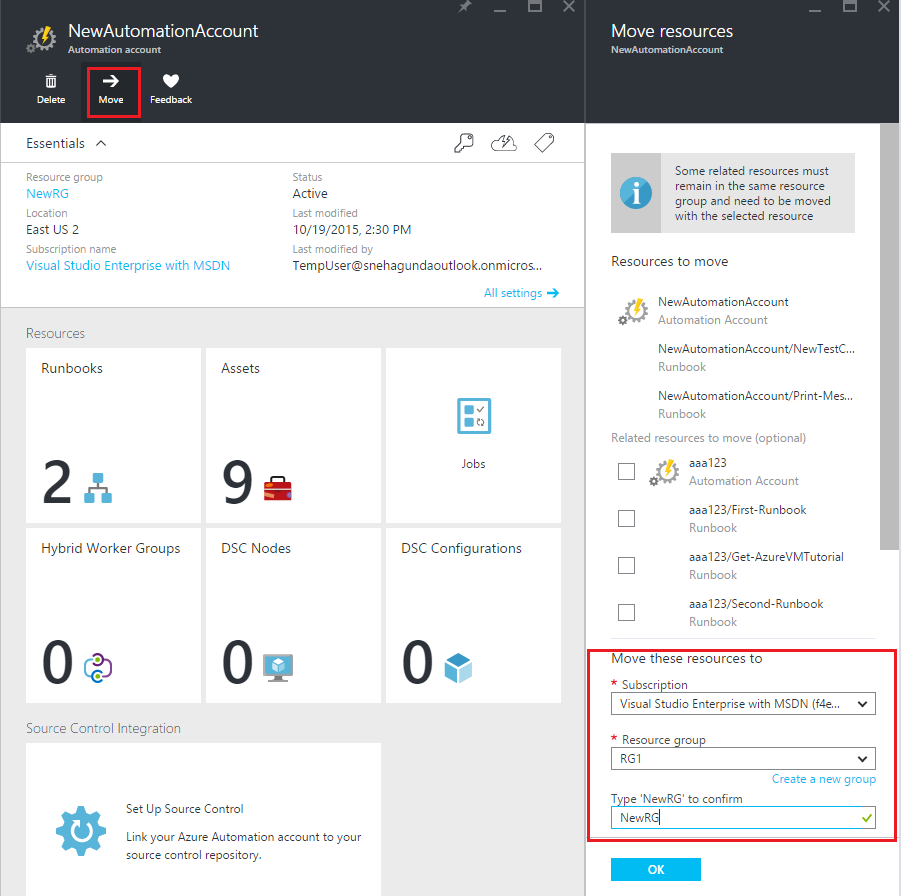 NewAutomationAccount
Automation account
Delete
Move
Feedback
Essentials
Resource group
NewRG
Location
East US 2
Subscription name
Visual Studio Enterprise with MSDN
Status
Active
Last modified
10/19/2015, 2:30 PM
Last modified by
TempUser@snehagundaoutlook.onmicros...
All settings
Resources
Runbooks
2
Assets
9
Jobs
Hybrid Worker Groups
0
DSC Nodes
0
DSC Configurations
0
Source Control Integration
Set Up Source Control
Link your Azure Automation account to your
source control repository.
Move resources
NewAutomationAccount
Some related resources must
remain in the same resource
group and need to be moved
with the selected resource
Resources to move
NewAutomationAccount
Automation Account
NewAutomationAccount/NewTestC...
Runbook
NewAutomationAccount/Print-Mes...
Runbook
Related resources to move (optional)
aaa123
Automation Account
aaa123/First-Runbook
Runbook
aaa123/Get-AzureVMTutorial
Runbook
aaa123/Second-Runbook
Runbook
Move these resources to
* Subscription
Visual Studio Enterprise with MSDN (f4e...
* Resource group
RG1
Create a new group
Type 'NewRG' to confirm
NewRG
OK